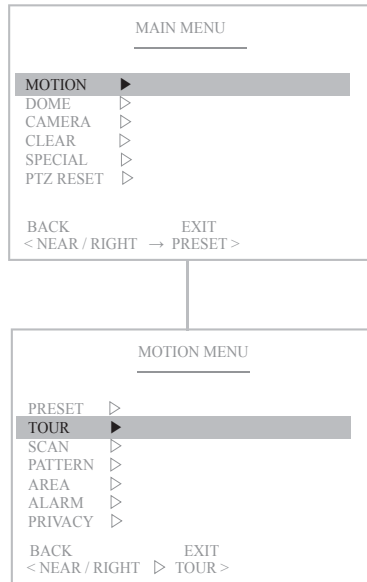 MAIN MENU
MOTION ▶
DOME ▷
CAMERA ▷
CLEAR ▷
SPECIAL ▷
PTZ RESET ▷
BACK EXIT
< NEAR / RIGHT → PRESET >
MOTION MENU
PRESET ▷
TOUR ▶
SCAN ▷
PATTERN ▷
AREA ▷
ALARM ▷
PRIVACY ▷
BACK EXIT
< NEAR / RIGHT ▷ TOUR >